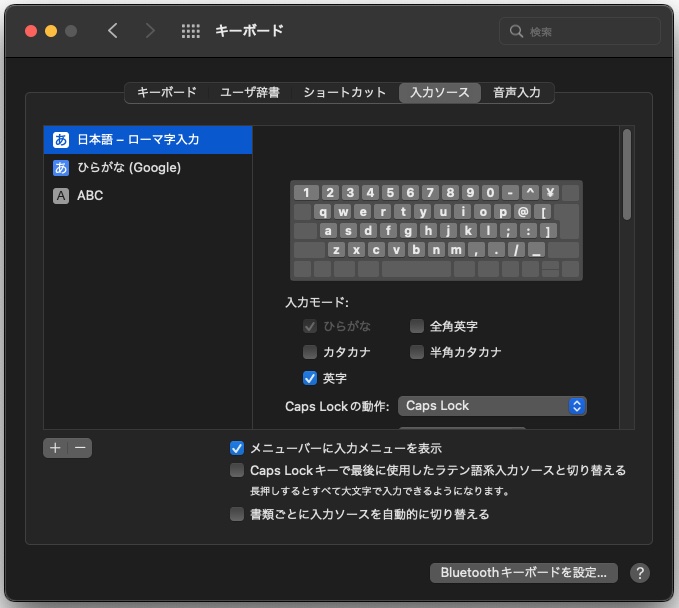 キーボード
検索
キーボード ユーザ辞書 ショートカット 入力ソース 音声入力
あ 日本語 – ローマ字入力
あ ひらがな (Google)
A ABC
1 2 3 4 5 6 7 8 9 0 - ^ ¥
q w e r t y u i o p @ [
a s d f g h j k l ; : ]
z x c v b n m , . / _
入力モード:
ひらがな 全角英字
カタカナ 半角カタカナ
英字
Caps Lockの動作: Caps Lock
+ −
メニューバーに入力メニューを表示
Caps Lockキーで最後に使用したラテン語系入力ソースと切り替える
長押しするとすべて大文字で入力できるようになります。
書類ごとに入力ソースを自動的に切り替える
Bluetoothキーボードを設定... ?